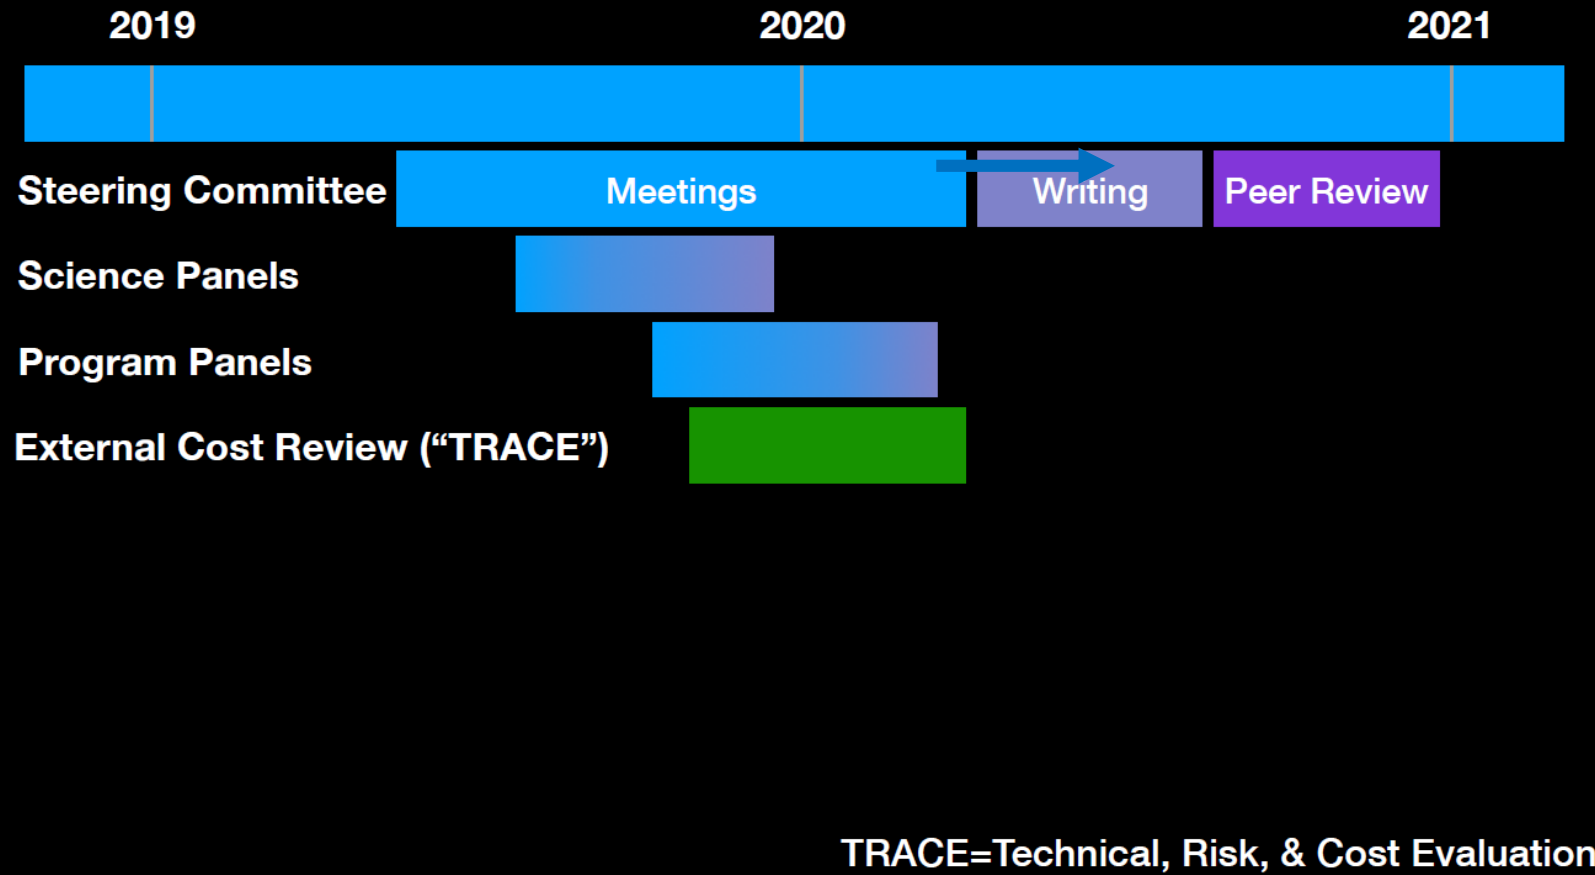 2019 2020 2021
Steering Committee Meetings Writing Peer Review
Science Panels
Program Panels
External Cost Review (“TRACE”)
TRACE=Technical, Risk, & Cost Evaluation